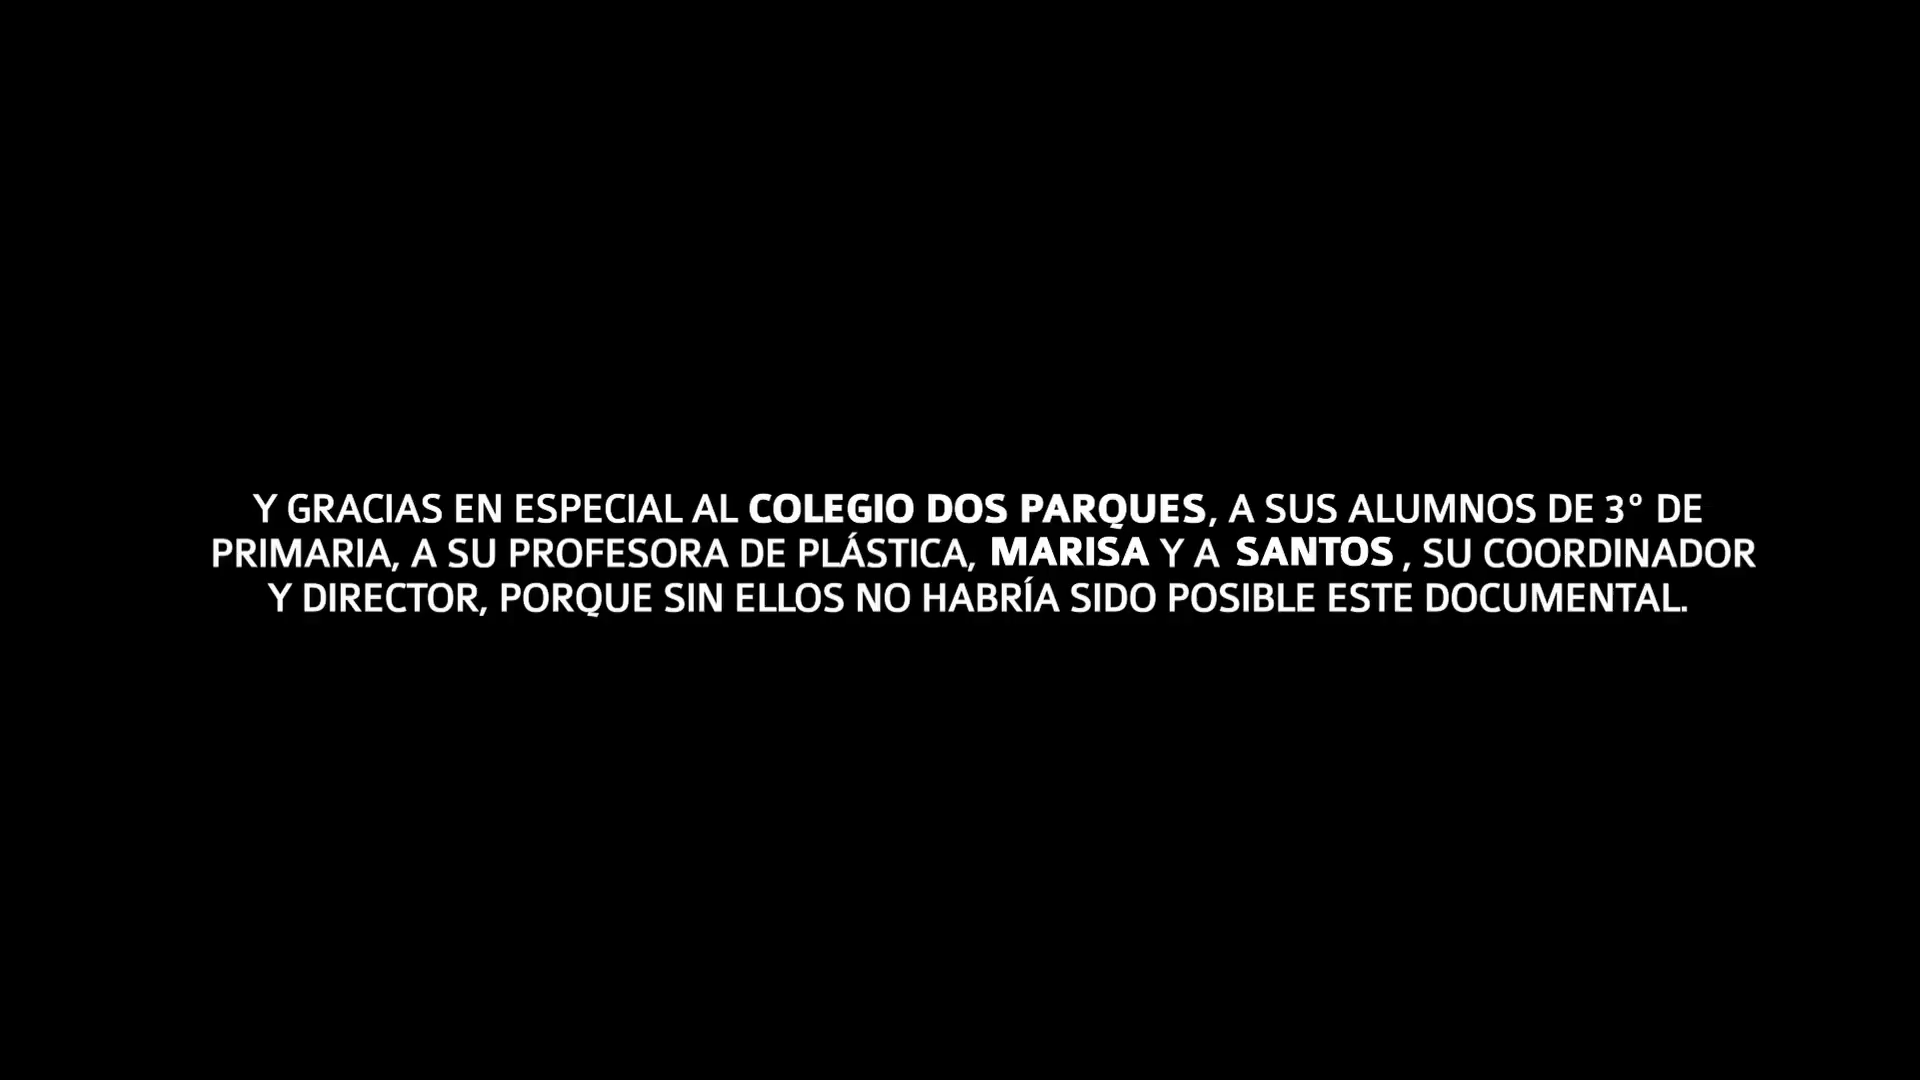 Y GRACIAS EN ESPECIAL AL COLEGIO DOS PARQUES, A SUS ALUMNOS DE 3º DE
PRIMARIA, A SU PROFESORA DE PLÁSTICA, MARISA Y A SANTOS , SU COORDINADOR
Y DIRECTOR, PORQUE SIN ELLOS NO HABRÍA SIDO POSIBLE ESTE DOCUMENTAL.